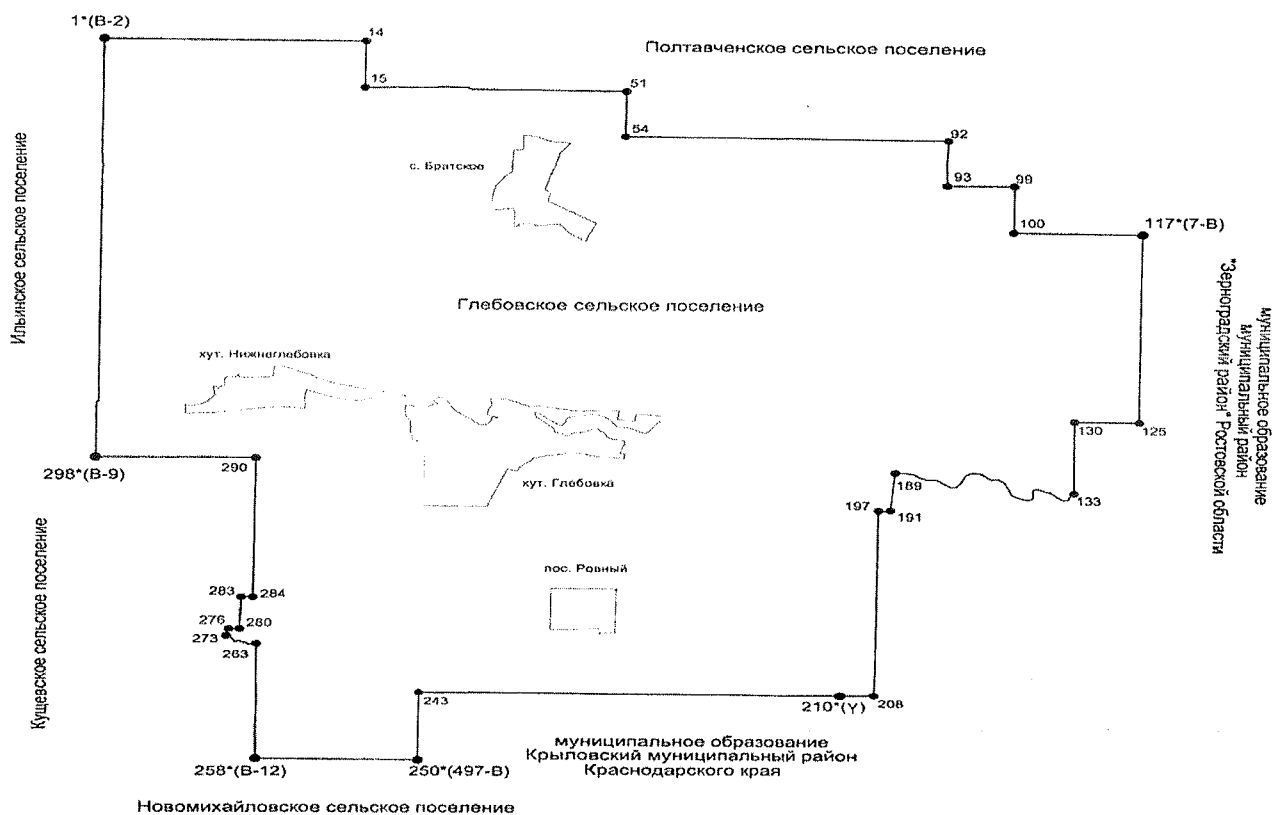 1*(В-2)
14
Полтавченское сельское поселение
15
51
54
92
с. Братское
93
99
100
117*(7-В)
Ильинское сельское поселение
Глебовское сельское поселение
муниципальное образование
муниципальный район
"Зерноградский район" Ростовской области
хут. Нижнеглебовка
130
125
298*(В-9)
290
189
хут. Глебовка
133
197
191
Кущевское сельское поселение
пос. Ровный
283
284
276
280
273
263
243
210*(У)
208
муниципальное образование
Крыловский муниципальный район
Краснодарского края
258*(В-12)
250*(497-В)
Новомихайловское сельское поселение